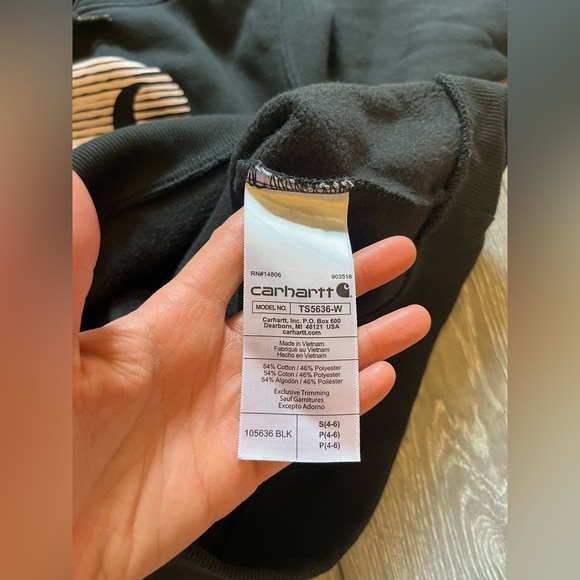 RN#14806 903518
carhartt
MODEL NO. TS5636-W
Carhartt, Inc. P.O. Box 600
Dearborn, MI 48121 USA
carhartt.com
Made in Vietnam
Fabriqué au Vietnam
Hecho en Vietnam
54% Cotton / 46% Polyester
54% Coton / 46% Polyester
54% Algodón / 46% Poliéster
Exclusive Trimming
Sauf Garnitures
Excepto Adorno
105636 BLK
S(4-6)
P(4-6)
P(4-6)